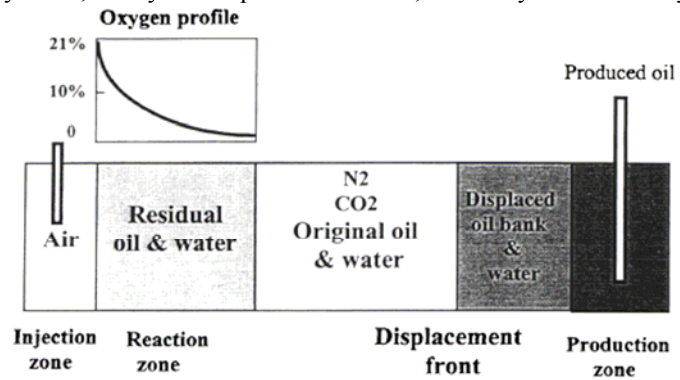 Oxygen profile
21%
10%
0
Produced oil
Air
Residual
oil & water
N2
CO2
Original oil
& water
Displaced
oil bank
&
water
Injection
zone
Reaction
zone
Displacement
front
Production
zone